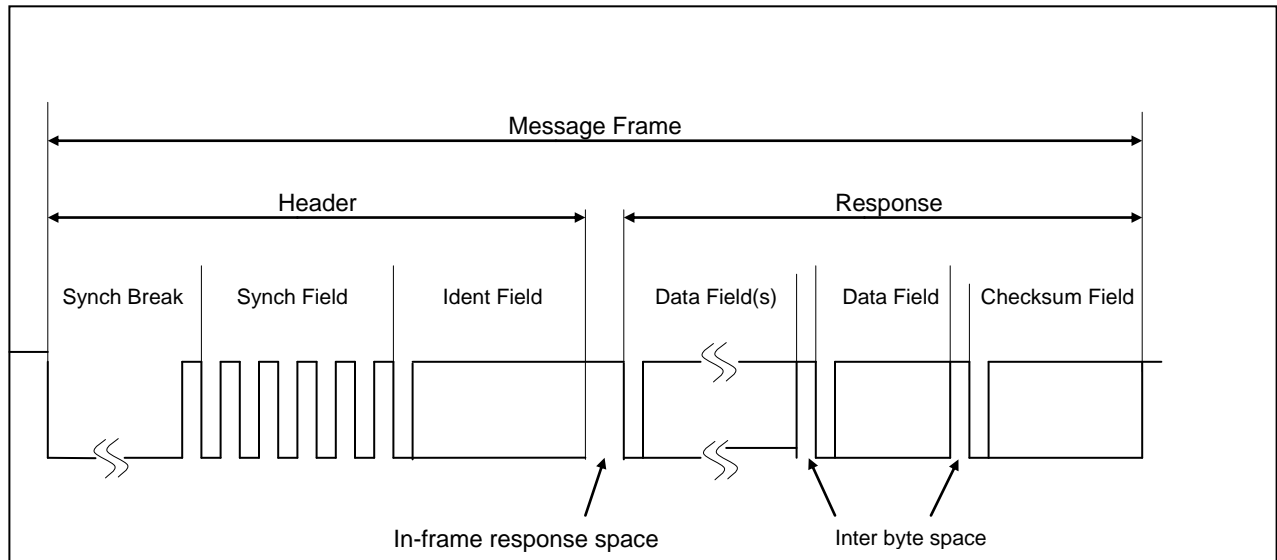 Message Frame
Header Response
Synch Break Synch Field Ident Field Data Field(s) Data Field Checksum Field
In-frame response space Inter byte space